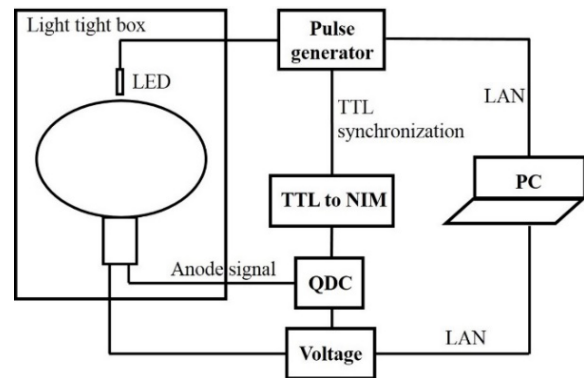 Light tight box
LED
Pulse
generator
LAN
TTL
synchronization
PC
TTL to NIM
Anode signal
QDC
Voltage
LAN